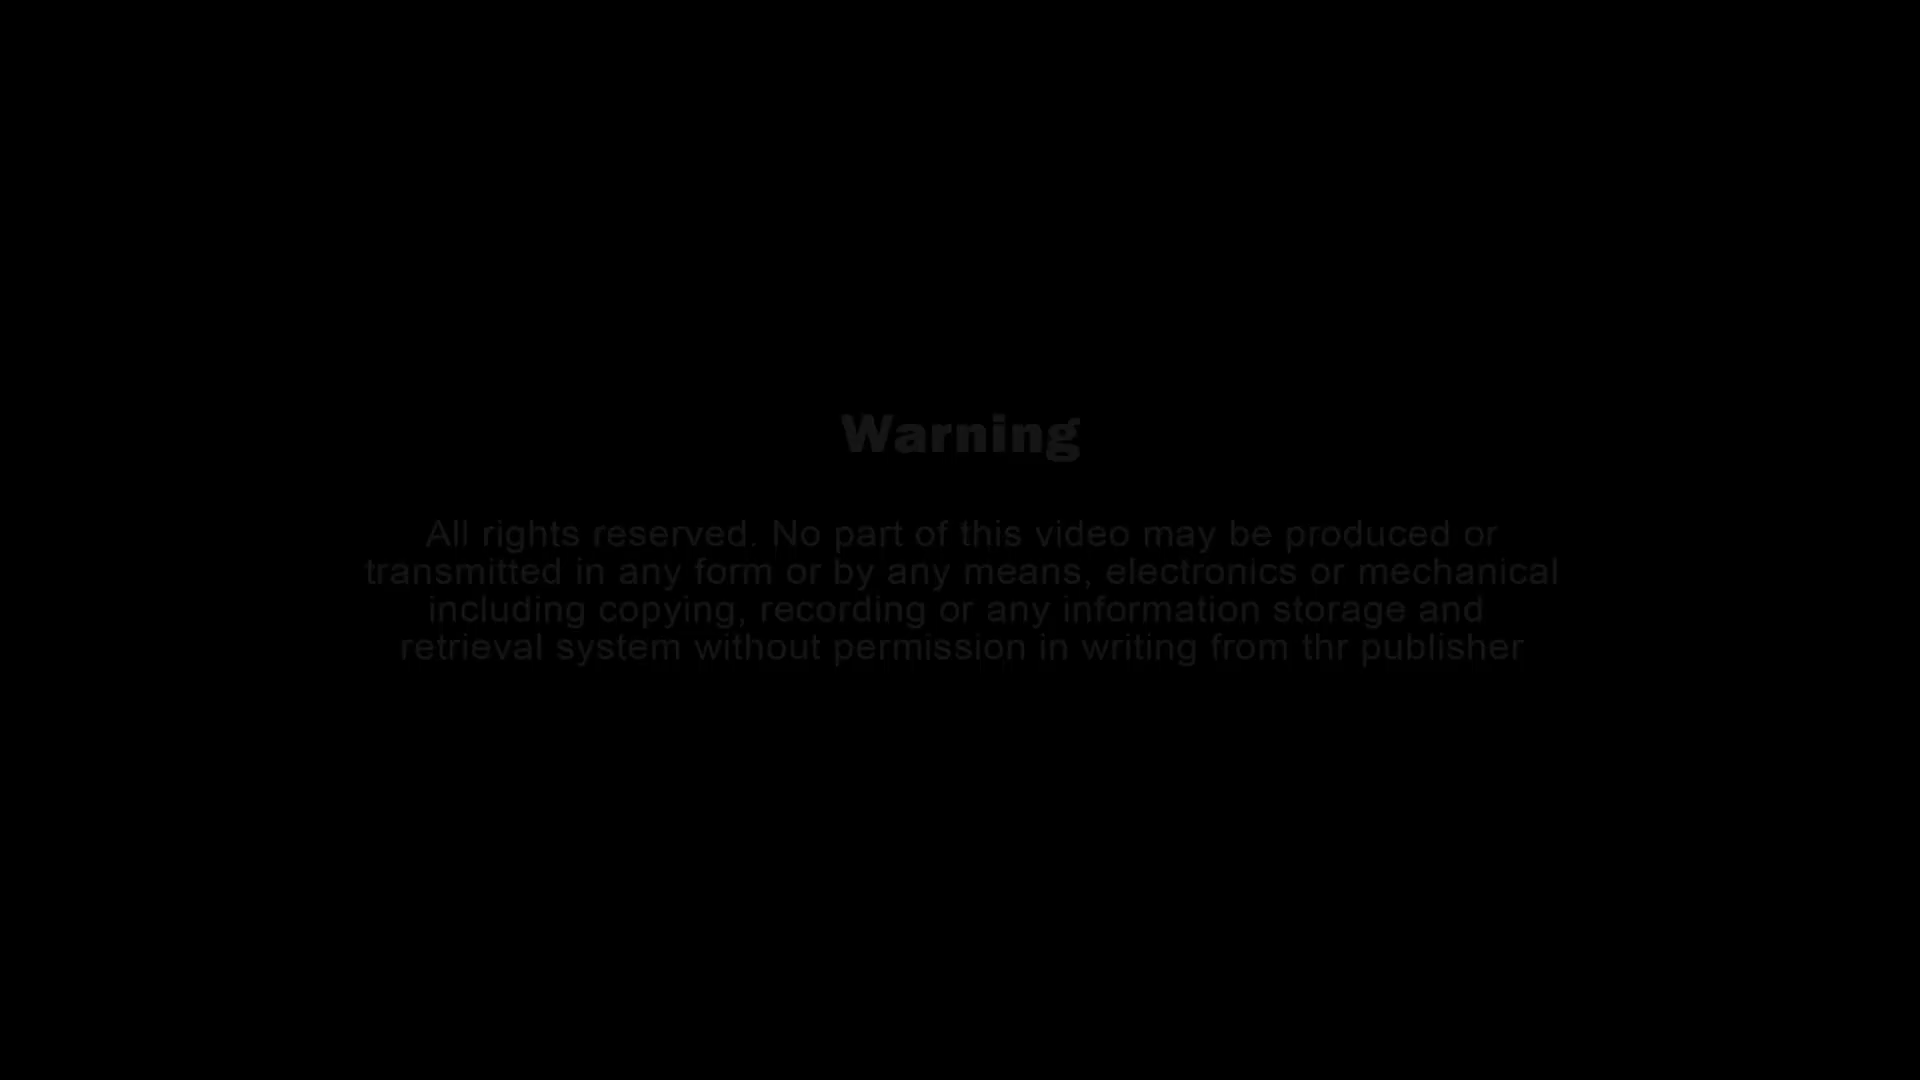 Warning
All rights reserved. No part of this video may be produced or
transmitted in any form or by any means, electronics or mechanical
including copying, recording or any information storage and
retrieval system without permission in writing from thr publisher